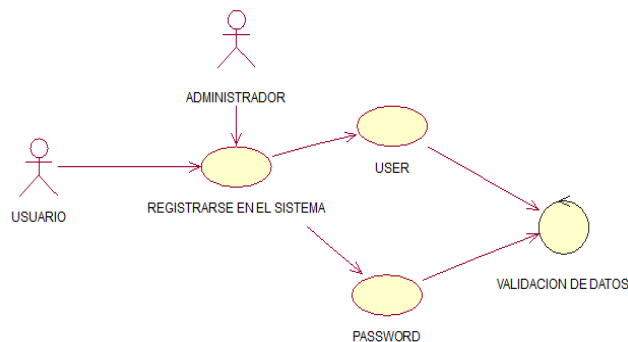 ADMINISTRADOR
USER
USUARIO
REGISTRARSE EN EL SISTEMA
VALIDACION DE DATOS
PASSWORD